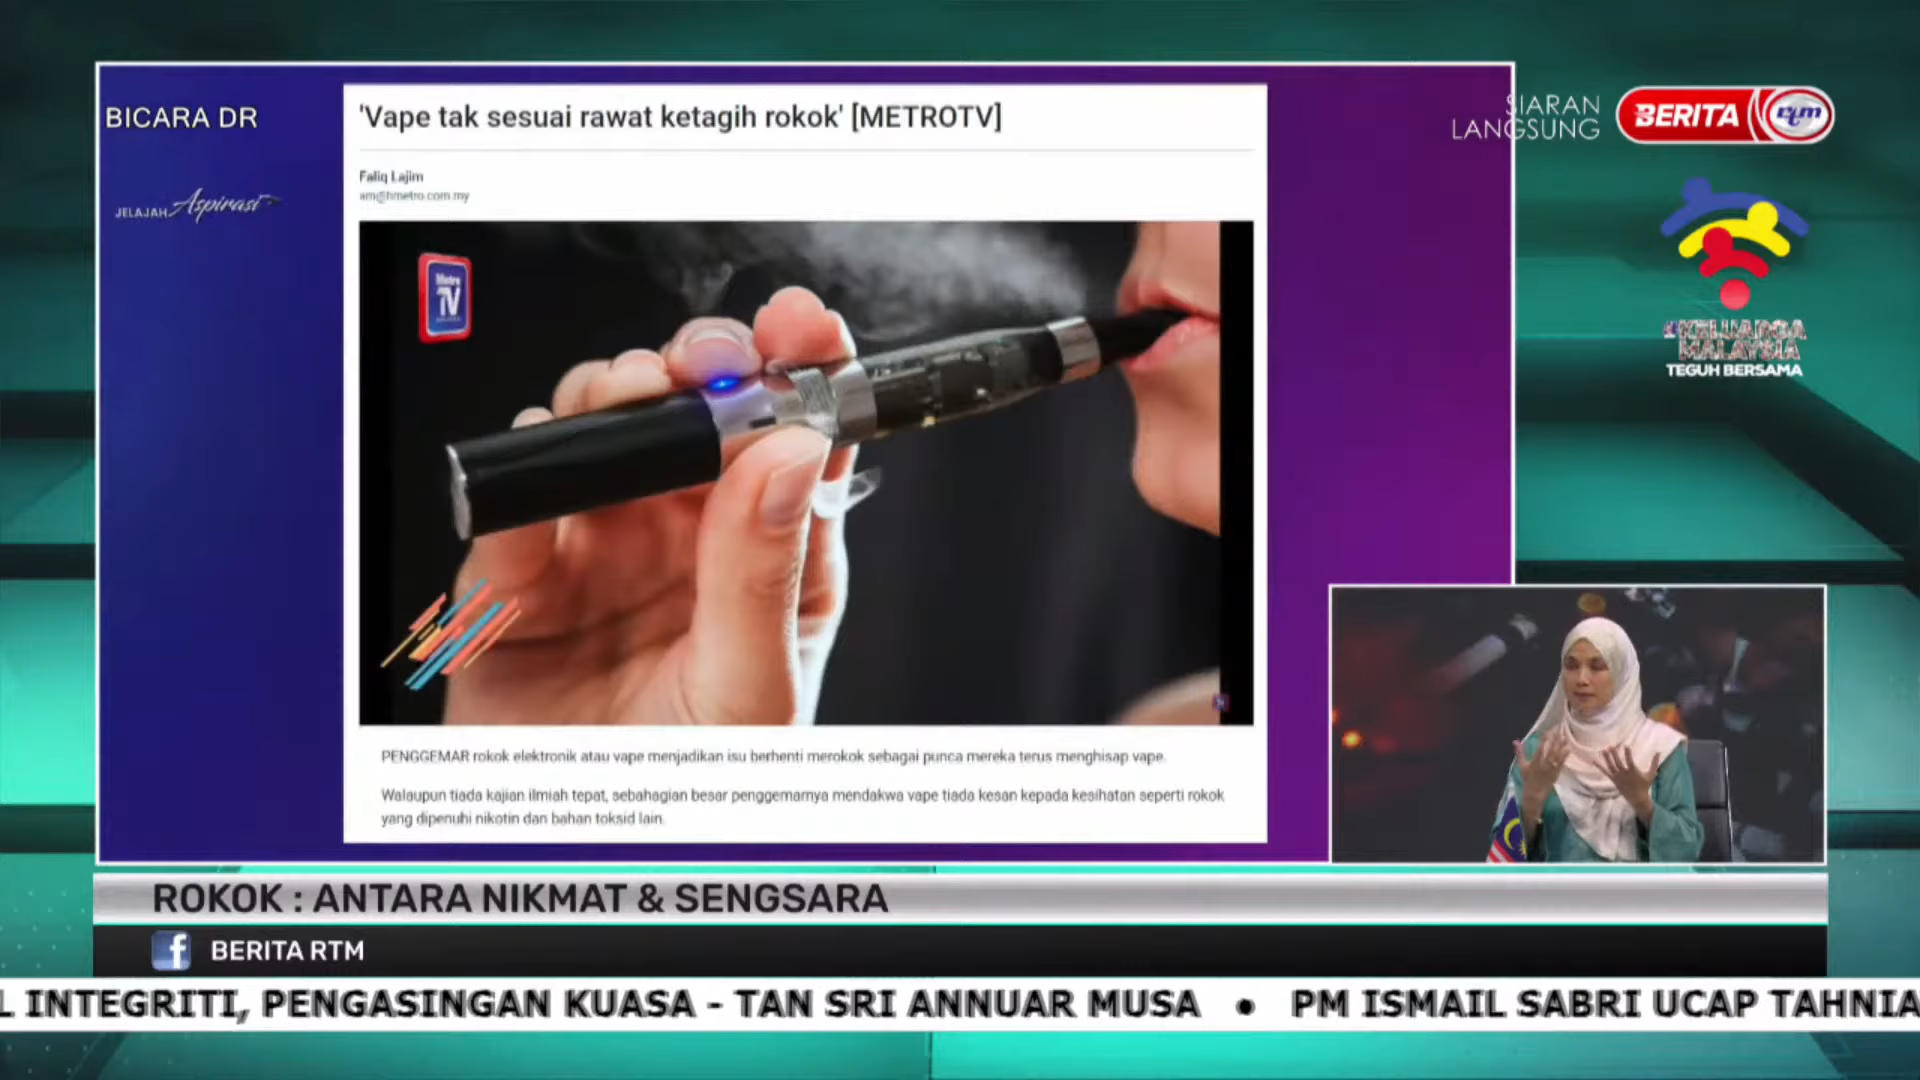 BICARA DR
JELAJAH Aspirasi
'Vape tak sesuai rawat ketagih rokok' [METROTV]
Faliq Lajim
am@hmetro.com.my
Metro
TV
PENGGEMAR rokok elektronik atau vape menjadikan isu berhenti merokok sebagai punca mereka terus menghisap vape.
Walaupun tiada kajian ilmiah tepat, sebahagian besar penggemarnya mendakwa vape tiada kesan kepada kesihatan seperti rokok
yang dipenuhi nikotin dan bahan toksid lain.
SIARAN
LANGSUNG
BERITA rtm
#KELUARGA
MALAYSIA
TEGUH BERSAMA
ROKOK : ANTARA NIKMAT & SENGSARA
f BERITA RTM
L INTEGRITI, PENGASINGAN KUASA - TAN SRI ANNUAR MUSA • PM ISMAIL SABRI UCAP TAHNIA